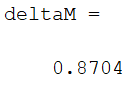 deltaM =
0.8704